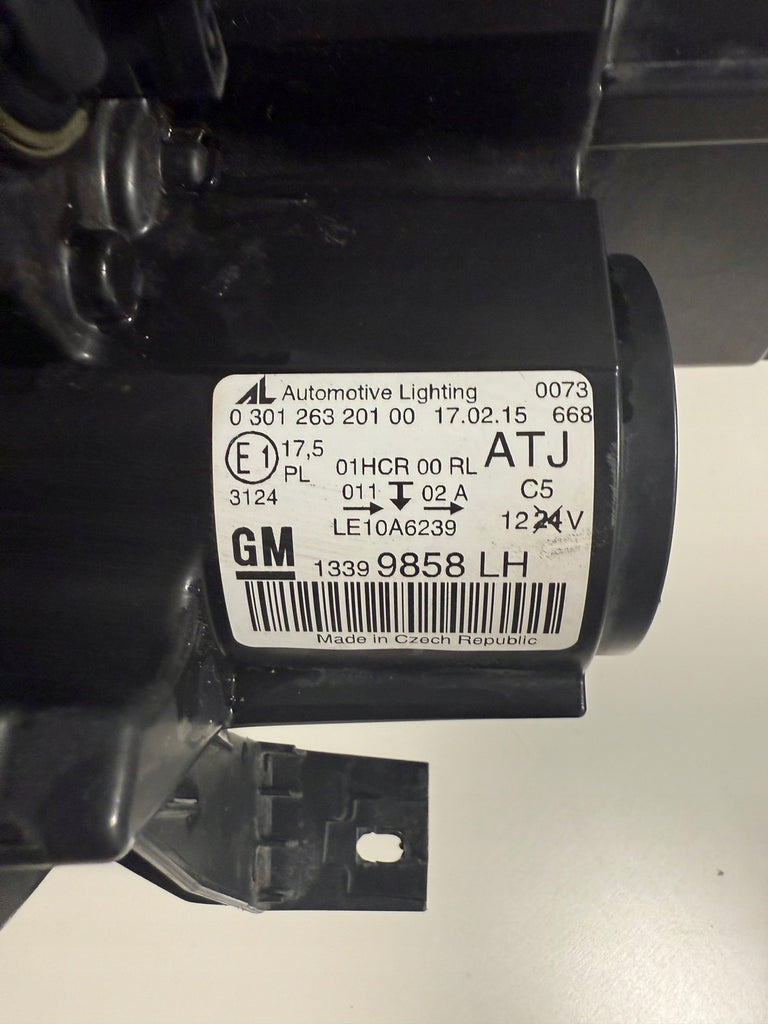 AL Automotive Lighting 0073
0 301 263 201 00 17.02.15 668
E1 17,5 PL 01HCR 00 RL ATJ
3124 011 02 A C5
LE10A6239 12 24 V
GM 1339 9858 LH
Made in Czech Republic